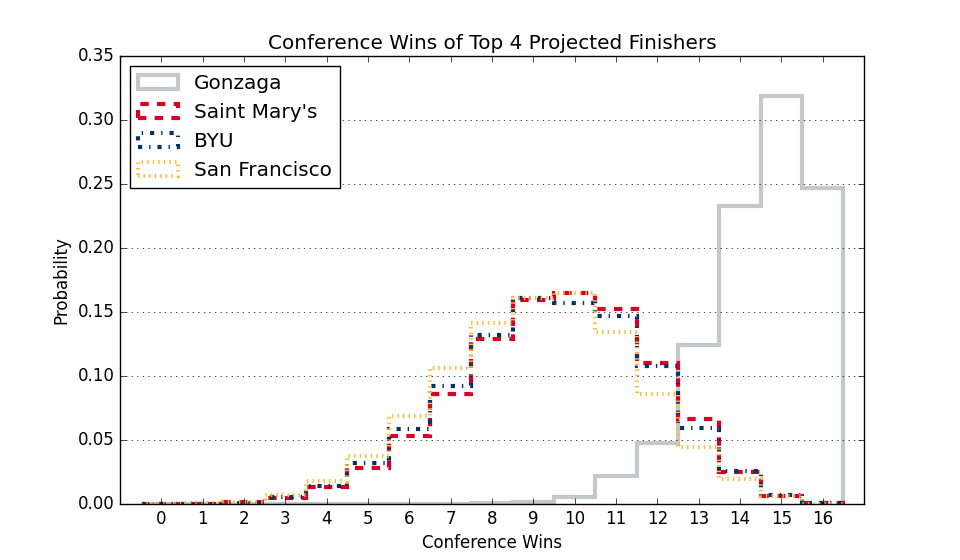 Conference Wins of Top 4 Projected Finishers
0.35
0.30
0.25
0.20
0.15
0.10
0.05
0.00
Probability
Gonzaga
Saint Mary's
BYU
San Francisco
0 1 2 3 4 5 6 7 8 9 10 11 12 13 14 15 16
Conference Wins